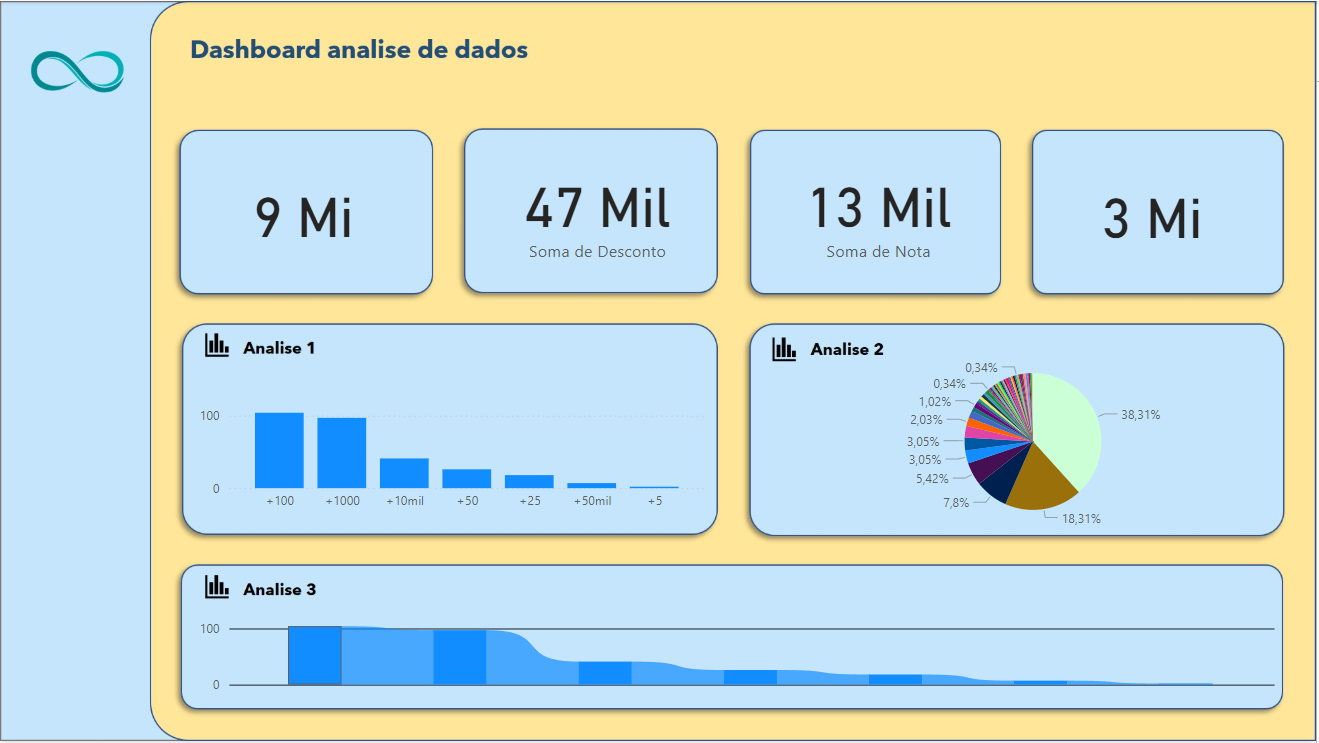 Dashboard analise de dados
9 Mi
47 Mil
Soma de Desconto
13 Mil
Soma de Nota
3 Mi
Analise 1
100
0
+100 +1000 +10mil +50 +25 +50mil +5
Analise 2
0,34%
0,34%
1,02%
2,03%
3,05%
3,05%
5,42%
7,8%
18,31%
38,31%
Analise 3
100
0